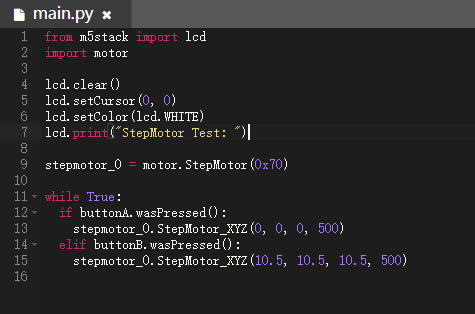 main.py ×
1 from m5stack import lcd
2 import motor
3
4 lcd.clear()
5 lcd.setCursor(0, 0)
6 lcd.setColor(lcd.WHITE)
7 lcd.print("StepMotor Test: ")
8
9 stepmotor_0 = motor.StepMotor(0x70)
10
11 while True:
12   if buttonA.wasPressed():
13     stepmotor_0.StepMotor_XYZ(0, 0, 0, 500)
14   elif buttonB.wasPressed():
15     stepmotor_0.StepMotor_XYZ(10.5, 10.5, 10.5, 500)
16